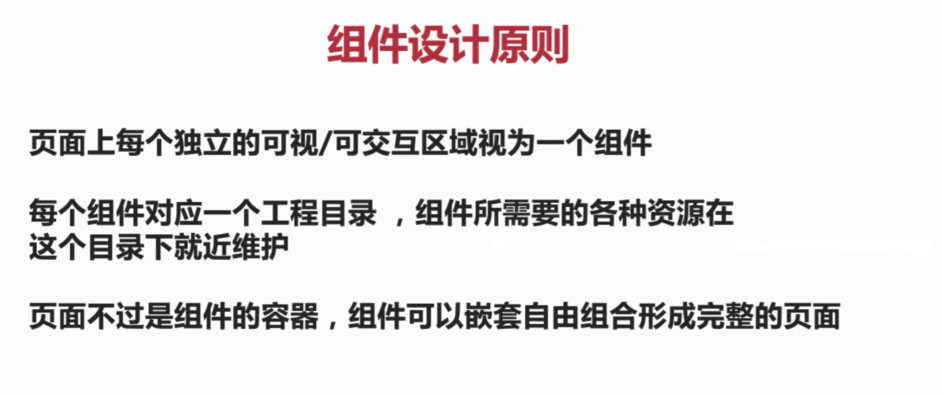 组件设计原则
页面上每个独立的可视/可交互区域视为一个组件
每个组件对应一个工程目录 ，组件所需要的各种资源在
这个目录下就近维护
页面不过是组件的容器，组件可以嵌套自由组合形成完整的页面